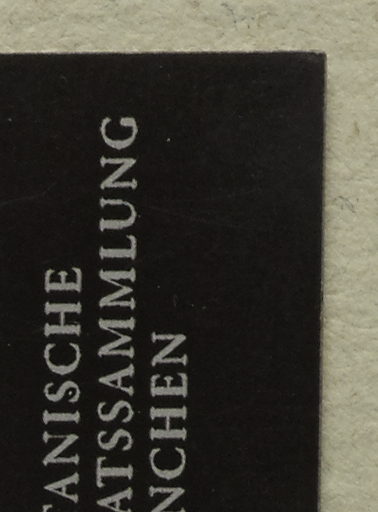 TANISCHE
ATSSAMMLUNG
NCHEN